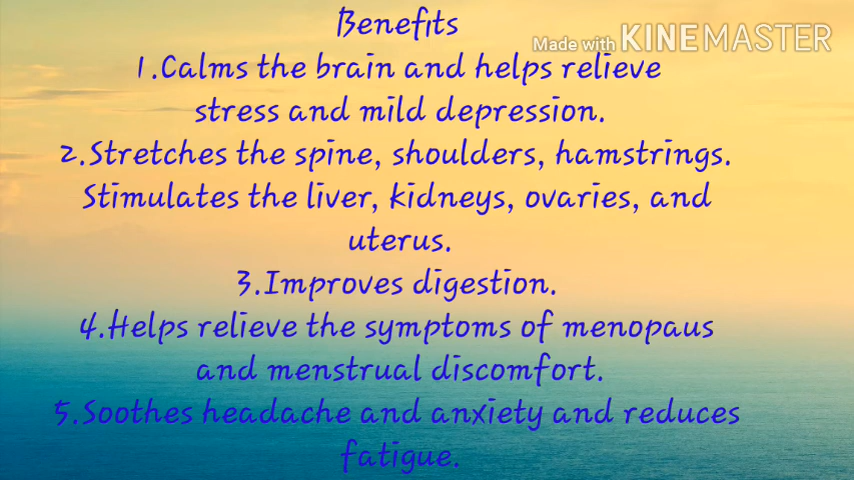 Benefits
Made with KINEMASTER
1.Calms the brain and helps relieve
stress and mild depression.
2.Stretches the spine, shoulders, hamstrings.
Stimulates the liver, kidneys, ovaries, and
uterus.
3.Improves digestion.
4.Helps relieve the symptoms of menopaus
and menstrual discomfort.
5.Soothes headache and anxiety and reduces
fatigue.